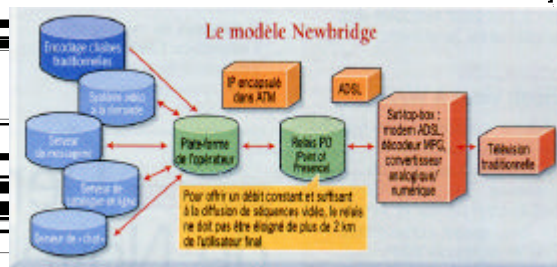 Le modèle Newbridge
Encodage chaînes
traditionnelles
Système vidéo
à la demande
Serveur
de messagerie
Serveur de
catalogue en ligne
Serveur de «chat»
Plate-forme
de l'opérateur
IP encapsulé
dans ATM
ADSL
Relais PO
(Point of
Presence)
Set-top-box :
modem ADSL,
décodeur MPG,
convertisseur
analogique/
numérique
Télévision
traditionnelle
Pour offrir un débit constant et suffisant
à la diffusion de séquences vidéo, le relais
ne doit pas être éloigné de plus de 2 km
de l'utilisateur final